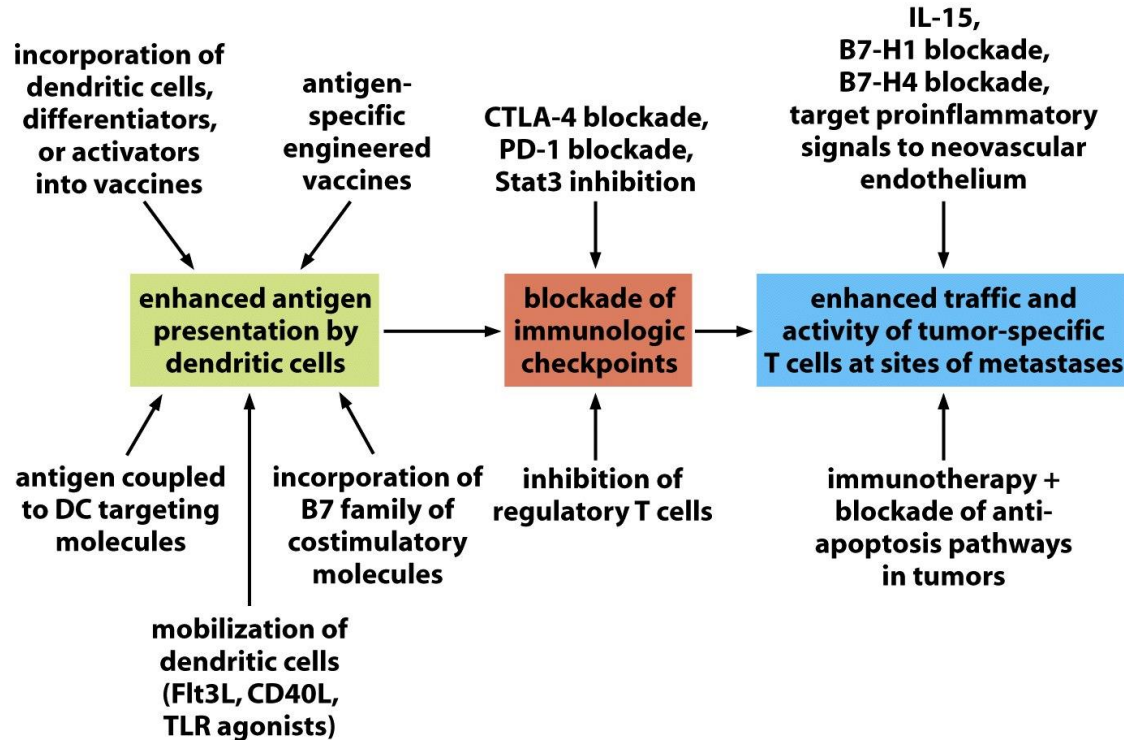 incorporation of
dendritic cells,
differentiators,
or activators
into vaccines
antigen-
specific
engineered
vaccines
CTLA-4 blockade,
PD-1 blockade,
Stat3 inhibition
IL-15,
B7-H1 blockade,
B7-H4 blockade,
target proinflammatory
signals to neovascular
endothelium
enhanced antigen
presentation by
dendritic cells
blockade of
immunologic
checkpoints
enhanced traffic and
activity of tumor-specific
T cells at sites of metastases
antigen coupled
to DC targeting
molecules
mobilization of
dendritic cells
(Flt3L, CD40L,
TLR agonists)
incorporation of
B7 family of
costimulatory
molecules
inhibition of
regulatory T cells
immunotherapy +
blockade of anti-
apoptosis pathways
in tumors